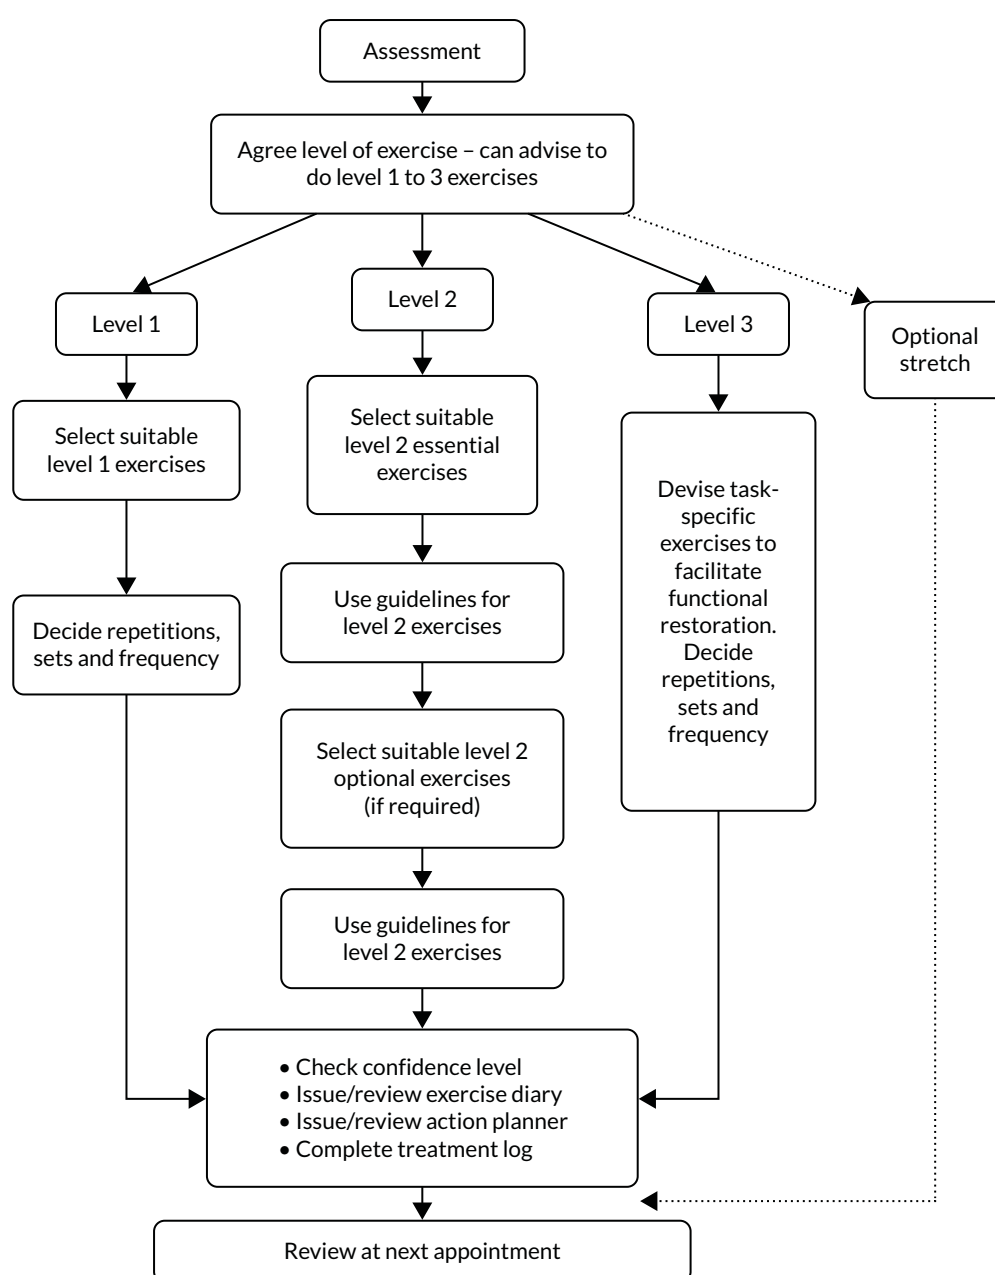 Assessment
Agree level of exercise – can advise to
do level 1 to 3 exercises
Level 1
Level 2
Level 3
Optional
stretch
Select suitable
level 1 exercises
Decide repetitions,
sets and frequency
Select suitable
level 2 essential
exercises
Use guidelines for
level 2 exercises
Select suitable level 2
optional exercises
(if required)
Use guidelines for
level 2 exercises
Devise task-
specific
exercises to
facilitate
functional
restoration.
Decide
repetitions,
sets and
frequency
• Check confidence level
• Issue/review exercise diary
• Issue/review action planner
• Complete treatment log
Review at next appointment